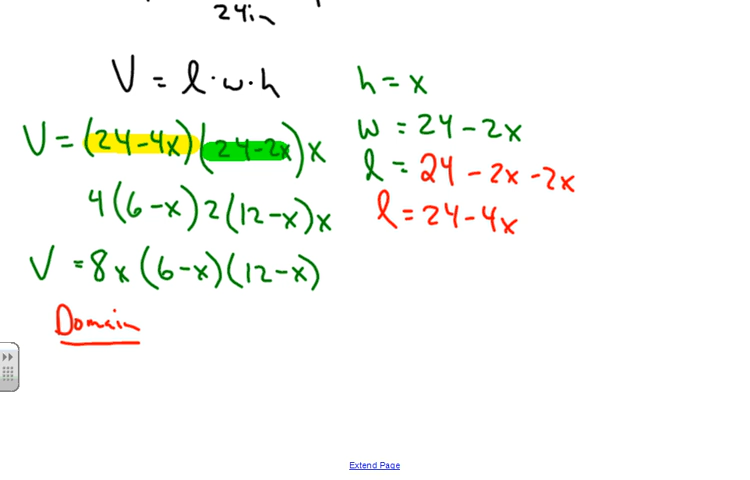 24in
V = l·w·h
h = x
V = (24-4x)(24-2x)x
w = 24-2x
l = 24 - 2x - 2x
4(6-x)2(12-x)x
l = 24-4x
V = 8x(6-x)(12-x)
Domain
Extend Page